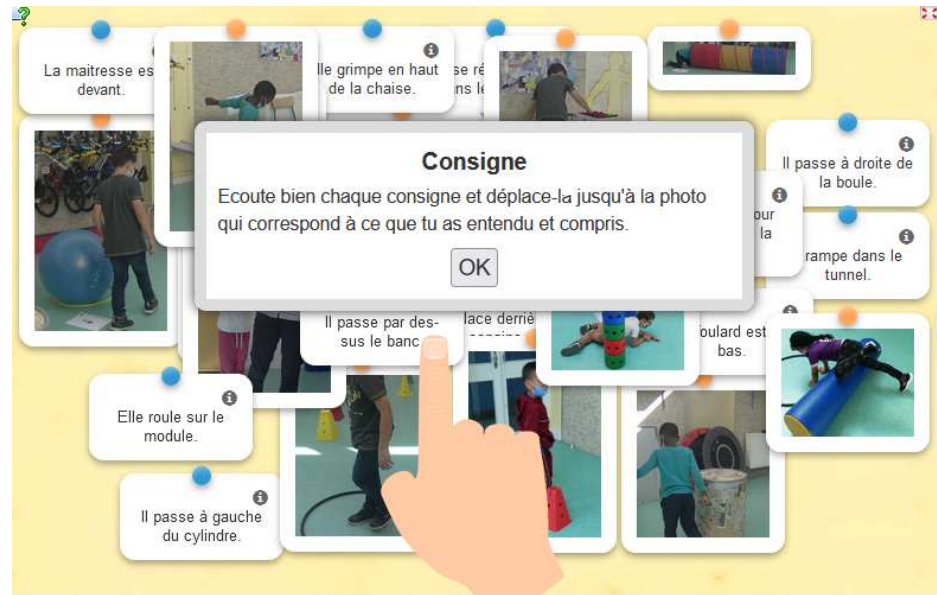 La maitresse es
devant.
lle grimpe en haut
de la chaise.
se ré
ns le
Consigne
Ecoute bien chaque consigne et déplace-la jusqu'à la photo
qui correspond à ce que tu as entendu et compris.
OK
Il passe à droite de
la boule.
our
la
rampe dans le
tunnel.
Il passe par des-
sus le banc
lace derriè
oulard est
bas.
Elle roule sur le
module.
Il passe à gauche
du cylindre.